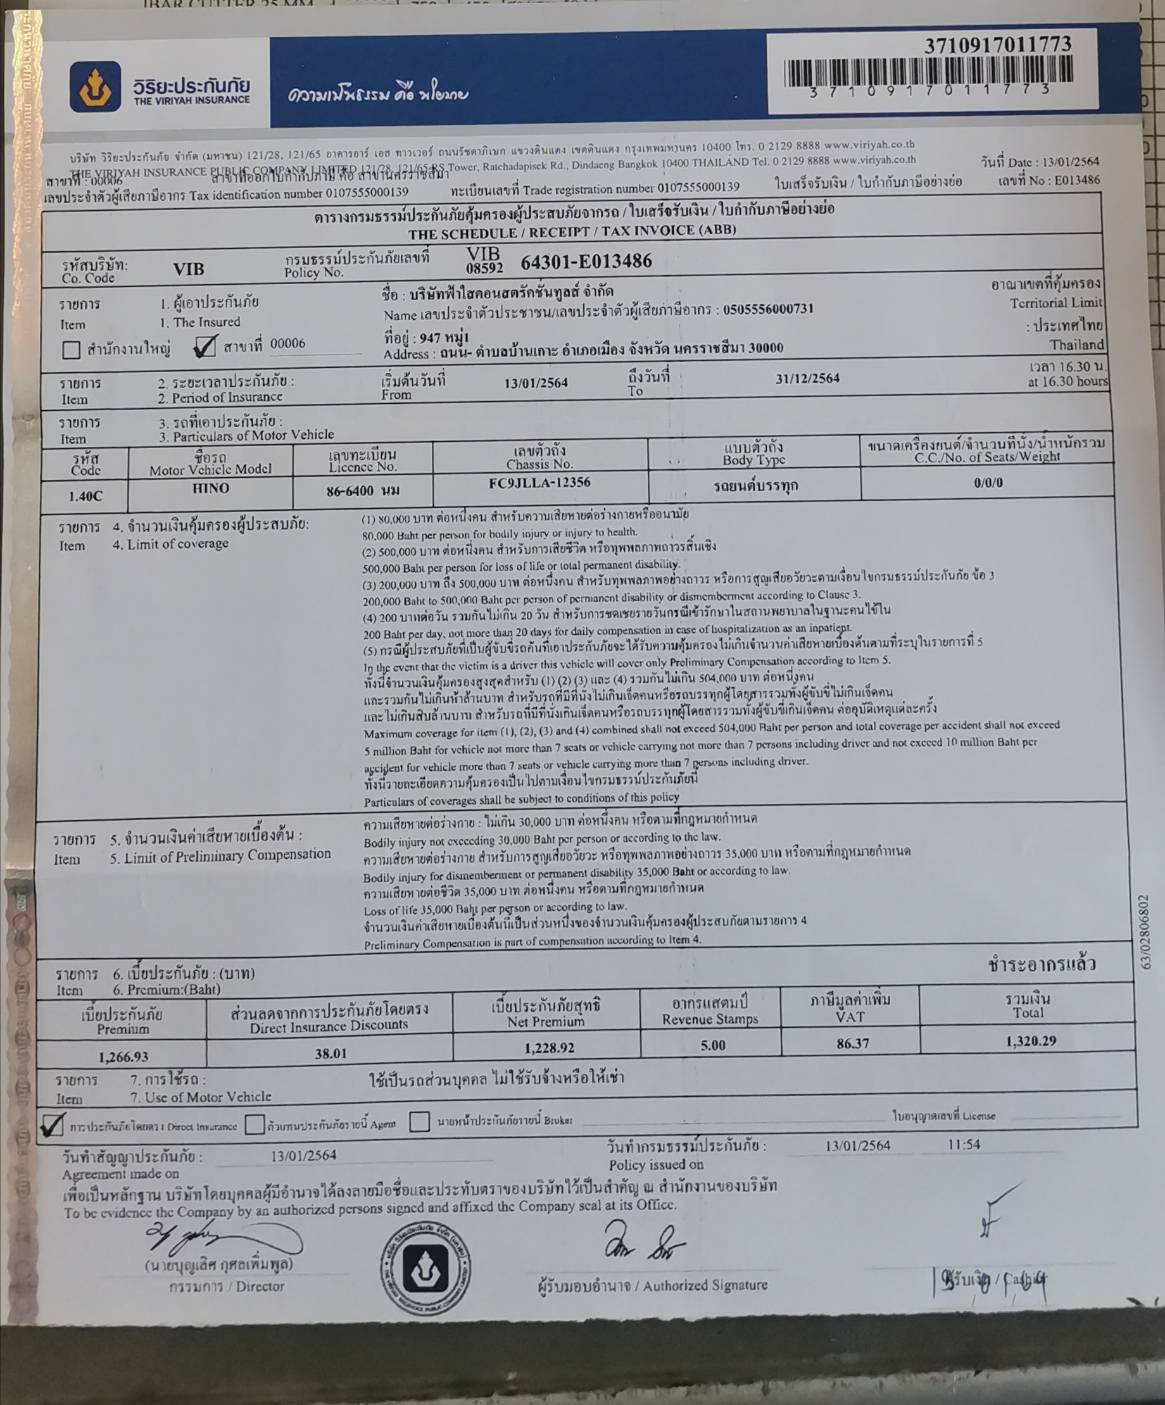 IBAR CUTTER 25 MM.
3710917011773
วิริยะประกันภัย
THE VIRIYAH INSURANCE
ความเป็นธรรม คือ นโยบาย
3710917011773
บริษัท วิริยะประกันภัย จำกัด (มหาชน) 121/28, 121/65 อาคารอาร์ เอส ทาวเวอร์ ถนนรัชดาภิเษก แขวงดินแดง เขตดินแดง กรุงเทพมหานคร 10400 โทร. 0 2129 8888 www.viriyah.co.th
THE VIRIYAH INSURANCE PUBLIC COMPANY LIMITED 121/28, 121/65 RS Tower, Ratchadapisek Rd., Dindaeng Bangkok 10400 THAILAND Tel. 0 2129 8888 www.viriyah.co.th
สาขาที่ : 00006 สาขาที่ออกใบกำกับภาษี คือ สาขานครราชสีมา
วันที่ Date : 13/01/2564
เลขประจำตัวผู้เสียภาษีอากร Tax identification number 0107555000139 ทะเบียนเลขที่ Trade registration number 0107555000139 ใบเสร็จรับเงิน / ใบกำกับภาษีอย่างย่อ เลขที่ No : E013486
ตารางกรมธรรม์ประกันภัยคุ้มครองผู้ประสบภัยจากรถ / ใบเสร็จรับเงิน / ใบกำกับภาษีอย่างย่อ
THE SCHEDULE / RECEIPT / TAX INVOICE (ABB)
รหัสบริษัท: VIB กรมธรรม์ประกันภัยเลขที่ VIB 64301-E013486
Co. Code Policy No. 08592
รายการ 1. ผู้เอาประกันภัย ชื่อ : บริษัทฟ้าใสคอนสตรัคชั่นทูลส์ จำกัด อาณาเขตที่คุ้มครอง
Item 1. The Insured Name เลขประจำตัวประชาชน/เลขประจำตัวผู้เสียภาษีอากร : 0505556000731 Territorial Limit
สำนักงานใหญ่ สาขาที่ 00006 ที่อยู่ : 947 หมู่1 : ประเทศไทย
Address : ถนน- ตำบลบ้านเกาะ อำเภอเมือง จังหวัด นครราชสีมา 30000 Thailand
รายการ 2. ระยะเวลาประกันภัย : เริ่มต้นวันที่ 13/01/2564 ถึงวันที่ 31/12/2564 เวลา 16.30 น.
Item 2. Period of Insurance From To at 16.30 hours
รายการ 3. รถที่เอาประกันภัย :
Item 3. Particulars of Motor Vehicle
รหัส ชื่อรถ เลขทะเบียน เลขตัวถัง แบบตัวถัง ขนาดเครื่องยนต์/จำนวนที่นั่ง/น้ำหนักรวม
Code Motor Vehicle Model Licence No. Chassis No. Body Type C.C./No. of Seats/Weight
1.40C HINO 86-6400 นม FC9JLLA-12356 รถยนต์บรรทุก 0/0/0
รายการ 4. จำนวนเงินคุ้มครองผู้ประสบภัย: (1) 80,000 บาท ต่อหนึ่งคน สำหรับความเสียหายต่อร่างกายหรืออนามัย
Item 4. Limit of coverage 80,000 Baht per person for bodily injury or injury to health.
(2) 500,000 บาท ต่อหนึ่งคน สำหรับการเสียชีวิต หรือทุพพลภาพถาวรสิ้นเชิง
500,000 Baht per person for loss of life or total permanent disability.
(3) 200,000 บาท ถึง 500,000 บาท ต่อหนึ่งคน สำหรับทุพพลภาพอย่างถาวร หรือการสูญเสียอวัยวะตามเงื่อนไขกรมธรรม์ประกันภัย ข้อ 3
200,000 Baht to 500,000 Baht per person of permanent disability or dismemberment according to Clause 3.
(4) 200 บาทต่อวัน รวมกันไม่เกิน 20 วัน สำหรับการชดเชยรายวันกรณีเข้ารักษาในสถานพยาบาลในฐานะคนไข้ใน
200 Baht per day, not more than 20 days for daily compensation in case of hospitalization as an inpatient.
(5) กรณีผู้ประสบภัยที่เป็นผู้ขับขี่รถคันที่เอาประกันภัยจะได้รับความคุ้มครองไม่เกินจำนวนค่าเสียหายเบื้องต้นตามที่ระบุในรายการที่ 5
In the event that the victim is a driver this vehicle will cover only Preliminary Compensation according to Item 5.
ทั้งนี้จำนวนเงินคุ้มครองสูงสุดสำหรับ (1) (2) (3) และ (4) รวมกันไม่เกิน 504,000 บาท ต่อหนึ่งคน
และรวมกันไม่เกินห้าล้านบาท สำหรับรถที่มีที่นั่งไม่เกินเจ็ดคนหรือรถบรรทุกผู้โดยสารรวมทั้งผู้ขับขี่ไม่เกินเจ็ดคน
และไม่เกินสิบล้านบาท สำหรับรถที่มีที่นั่งเกินเจ็ดคนหรือรถบรรทุกผู้โดยสารรวมทั้งผู้ขับขี่เกินเจ็ดคน ต่ออุบัติเหตุแต่ละครั้ง
Maximum coverage for item (1), (2), (3) and (4) combined shall not exceed 504,000 Baht per person and total coverage per accident shall not exceed
5 million Baht for vehicle not more than 7 seats or vehicle carrying not more than 7 persons including driver and not exceed 10 million Baht per
accident for vehicle more than 7 seats or vehicle carrying more than 7 persons including driver.
ทั้งนี้รายละเอียดความคุ้มครองเป็นไปตามเงื่อนไขกรมธรรม์ประกันภัยนี้
Particulars of coverages shall be subject to conditions of this policy
รายการ 5. จำนวนเงินค่าเสียหายเบื้องต้น : ความเสียหายต่อร่างกาย : ไม่เกิน 30,000 บาท ต่อหนึ่งคน หรือตามที่กฎหมายกำหนด
Item 5. Limit of Preliminary Compensation Bodily injury not exceeding 30,000 Baht per person or according to the law.
ความเสียหายต่อร่างกาย สำหรับการสูญเสียอวัยวะ หรือทุพพลภาพอย่างถาวร 35,000 บาท หรือตามที่กฎหมายกำหนด
Bodily injury for dismemberment or permanent disability 35,000 Baht or according to law.
ความเสียหายต่อชีวิต 35,000 บาท ต่อหนึ่งคน หรือตามที่กฎหมายกำหนด
Loss of life 35,000 Baht per person or according to law.
จำนวนเงินค่าเสียหายเบื้องต้นนี้เป็นส่วนหนึ่งของจำนวนเงินคุ้มครองผู้ประสบภัยตามรายการ 4
Preliminary Compensation is part of compensation according to Item 4.
63/02806802
รายการ 6. เบี้ยประกันภัย : (บาท) ชำระอากรแล้ว
Item 6. Premium:(Baht)
เบี้ยประกันภัย ส่วนลดจากการประกันภัยโดยตรง เบี้ยประกันภัยสุทธิ อากรแสตมป์ ภาษีมูลค่าเพิ่ม รวมเงิน
Premium Direct Insurance Discounts Net Premium Revenue Stamps VAT Total
1,266.93 38.01 1,228.92 5.00 86.37 1,320.29
รายการ 7. การใช้รถ : ใช้เป็นรถส่วนบุคคล ไม่ใช้รับจ้างหรือให้เช่า
Item 7. Use of Motor Vehicle
การประกันภัยโดยตรง Direct Insurance ตัวแทนประกันภัยรายนี้ Agent นายหน้าประกันภัยรายนี้ Broker ใบอนุญาตเลขที่ License
วันทำสัญญาประกันภัย : 13/01/2564 วันทำกรมธรรม์ประกันภัย : 13/01/2564 11:54
Agreement made on Policy issued on
เพื่อเป็นหลักฐาน บริษัทโดยบุคคลผู้มีอำนาจได้ลงลายมือชื่อและประทับตราของบริษัทไว้เป็นสำคัญ ณ สำนักงานของบริษัท
To be evidence the Company by an authorized persons signed and affixed the Company seal at its Office.
(นายบุญเลิศ กุศลเพิ่มพูล)
กรรมการ / Director ผู้รับมอบอำนาจ / Authorized Signature ผู้รับเงิน / Cashier